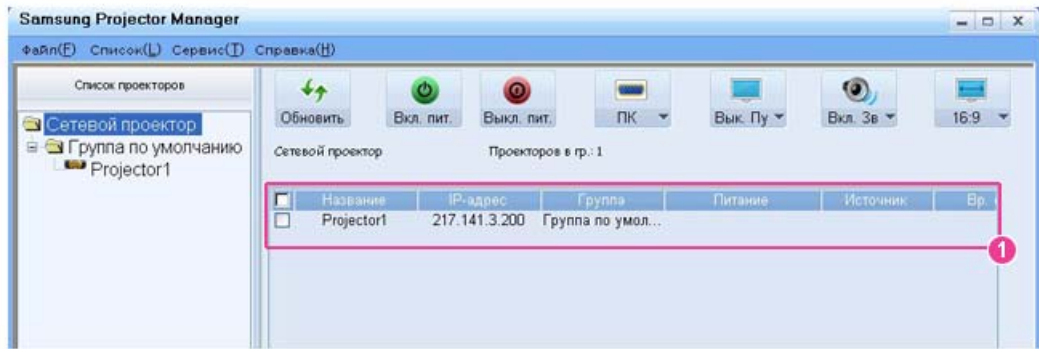 Samsung Projector Manager
Файл(F) Список(L) Сервис(T) Справка(H)
Список проекторов
Сетевой проектор
Группа по умолчанию
Projector1
Обновить Вкл. пит. Выкл. пит. ПК Вык. Пу Вкл. Зв 16:9
Сетевой проектор Проекторов в гр.: 1
Название IP-адрес Группа Питание Источник Вр.
Projector1 217.141.3.200 Группа по умол...
1